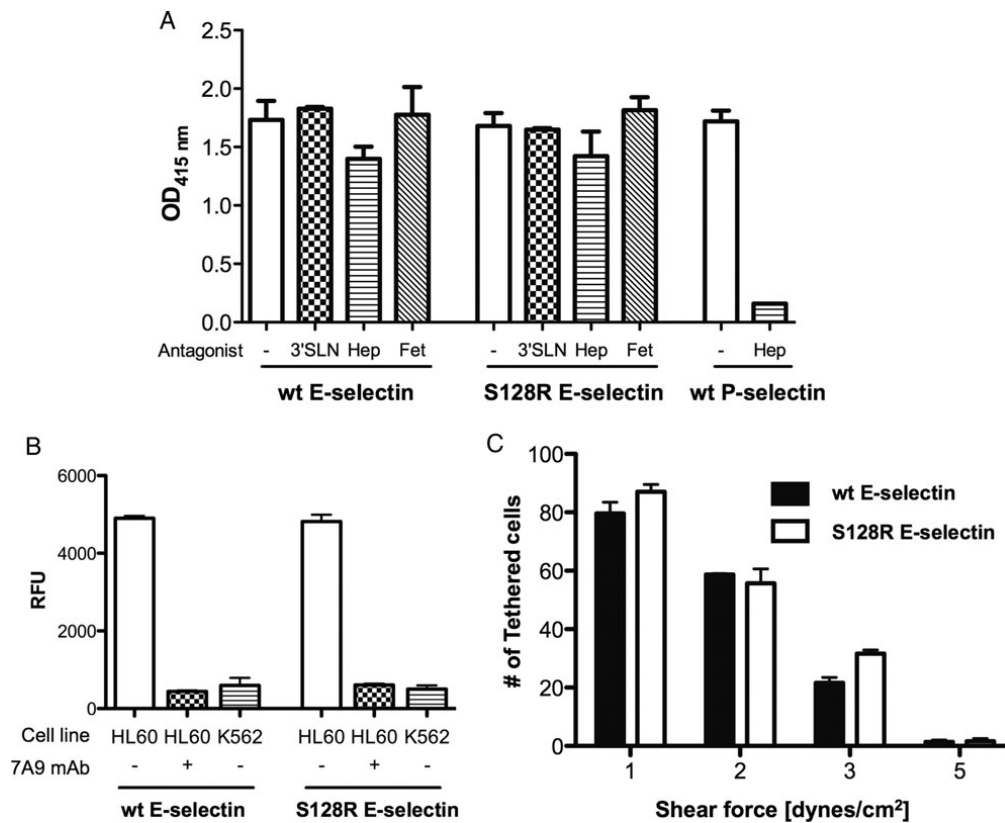 A
2.5
2.0
1.5
1.0
0.5
0.0
OD415 nm
Antagonist - 3'SLN Hep Fet - 3'SLN Hep Fet - Hep
wt E-selectin S128R E-selectin wt P-selectin
B
6000
4000
2000
0
RFU
Cell line HL60 HL60 K562 HL60 HL60 K562
7A9 mAb - + - - + -
wt E-selectin S128R E-selectin
C
100
80
60
40
20
0
# of Tethered cells
wt E-selectin
S128R E-selectin
1 2 3 5
Shear force [dynes/cm²]